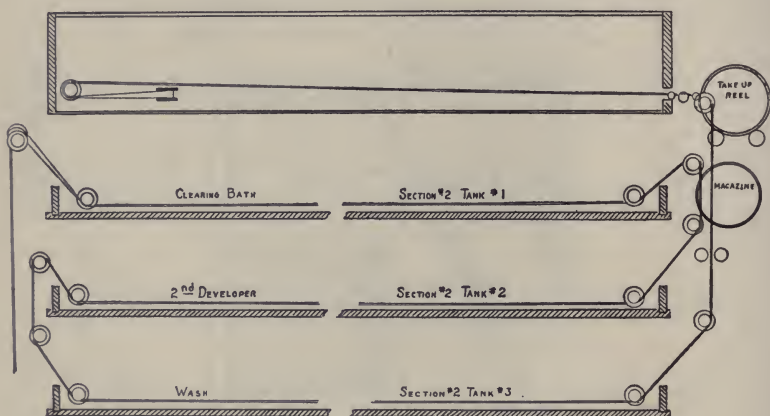 TAKE UP
REEL
CLEARING BATH SECTION #2 TANK #1
MAGAZINE
2nd DEVELOPER SECTION #2 TANK #2
WASH SECTION #2 TANK #3